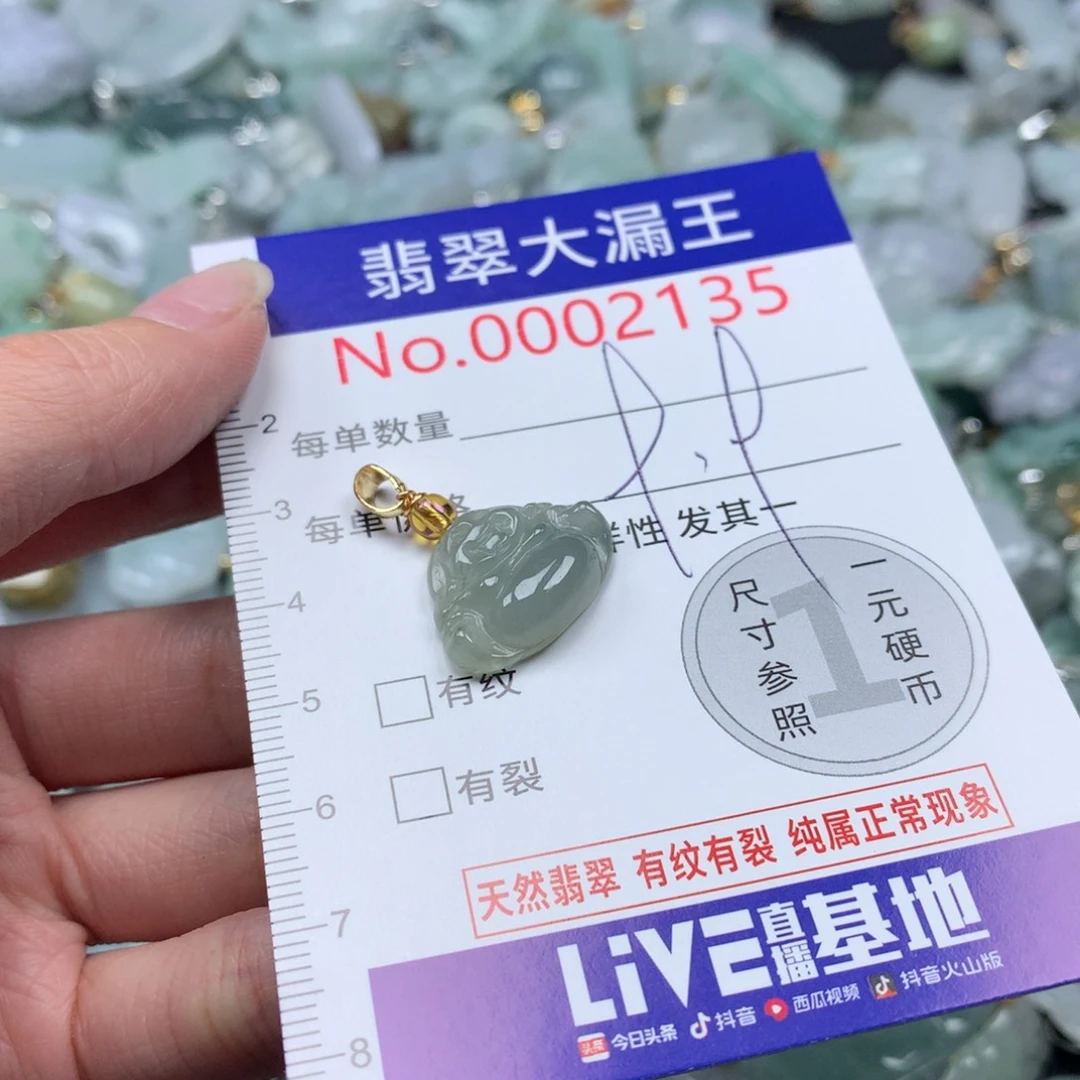 翡翠大漏王
No.0002135
每单数量
每单
样性 发其一
2
3
4
5
6
7
8
尺寸参照
1
一元硬币
有纹
有裂
天然翡翠 有纹有裂 纯属正常现象
LiVE直播基地
头条 今日头条 抖音 西瓜视频 抖音火山版